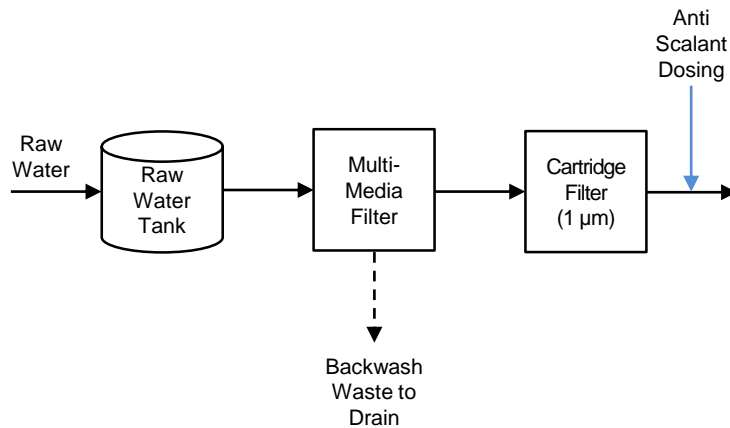 Anti
Scalant
Dosing
Raw
Water
Raw
Water
Tank
Multi-
Media
Filter
Cartridge
Filter
(1 µm)
Backwash
Waste to
Drain